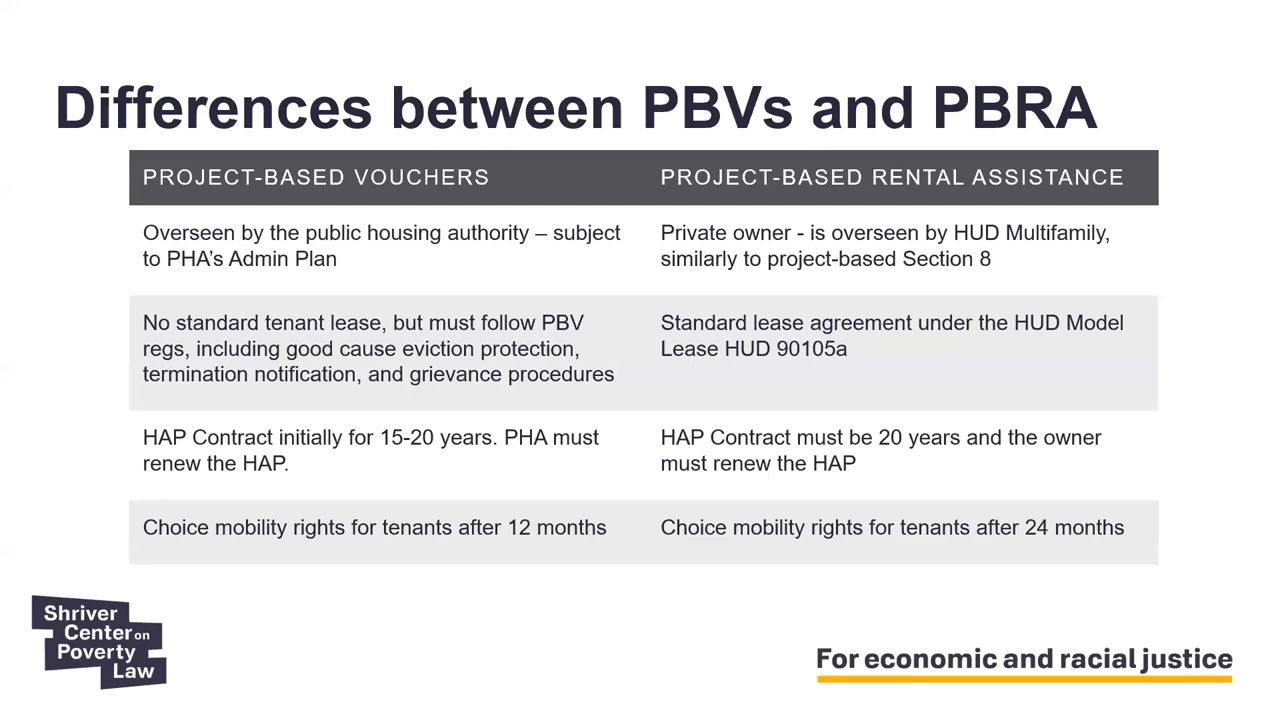 Differences between PBVs and PBRA
PROJECT-BASED VOUCHERS
PROJECT-BASED RENTAL ASSISTANCE
Overseen by the public housing authority – subject
to PHA's Admin Plan
Private owner - is overseen by HUD Multifamily,
similarly to project-based Section 8
No standard tenant lease, but must follow PBV
regs, including good cause eviction protection,
termination notification, and grievance procedures
Standard lease agreement under the HUD Model
Lease HUD 90105a
HAP Contract initially for 15-20 years. PHA must
renew the HAP.
HAP Contract must be 20 years and the owner
must renew the HAP
Choice mobility rights for tenants after 12 months
Choice mobility rights for tenants after 24 months
Shriver
Center on
Poverty
Law
For economic and racial justice